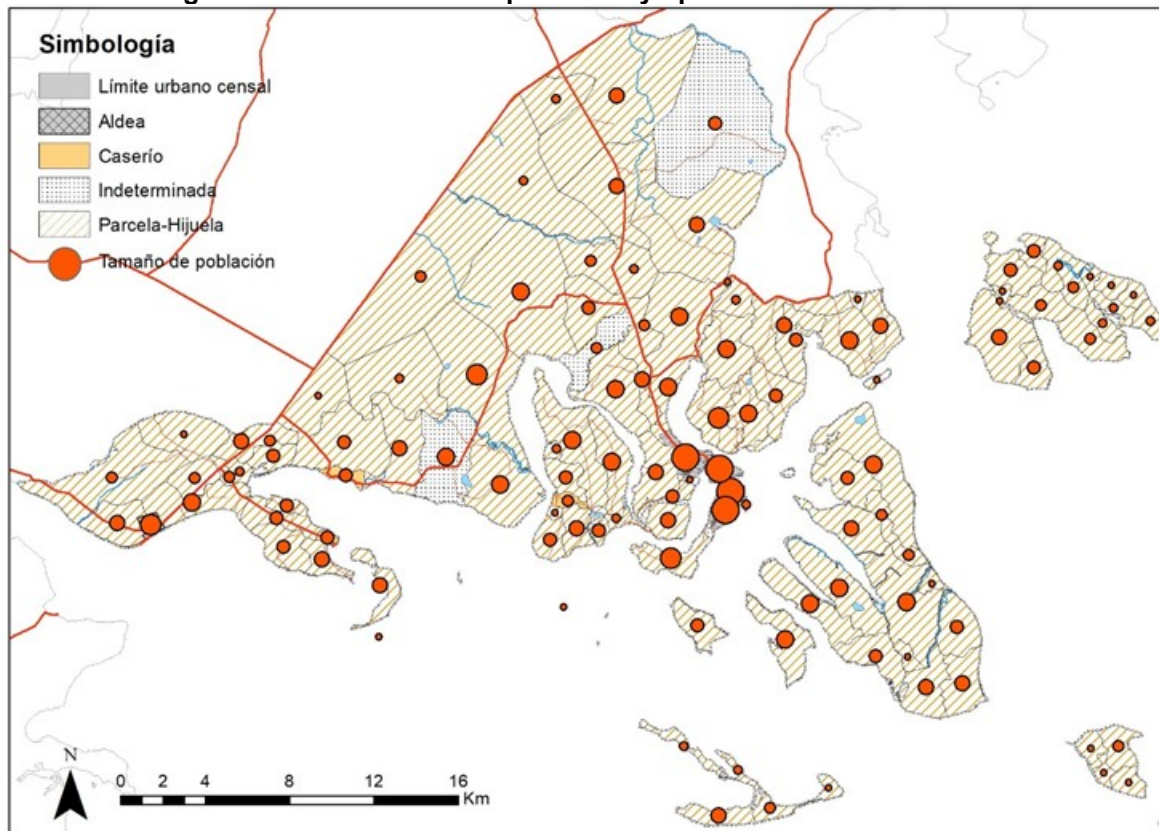 Simbología
Límite urbano censal
Aldea
Caserío
Indeterminada
Parcela-Hijuela
Tamaño de población
N
0 2 4 8 12 16
Km